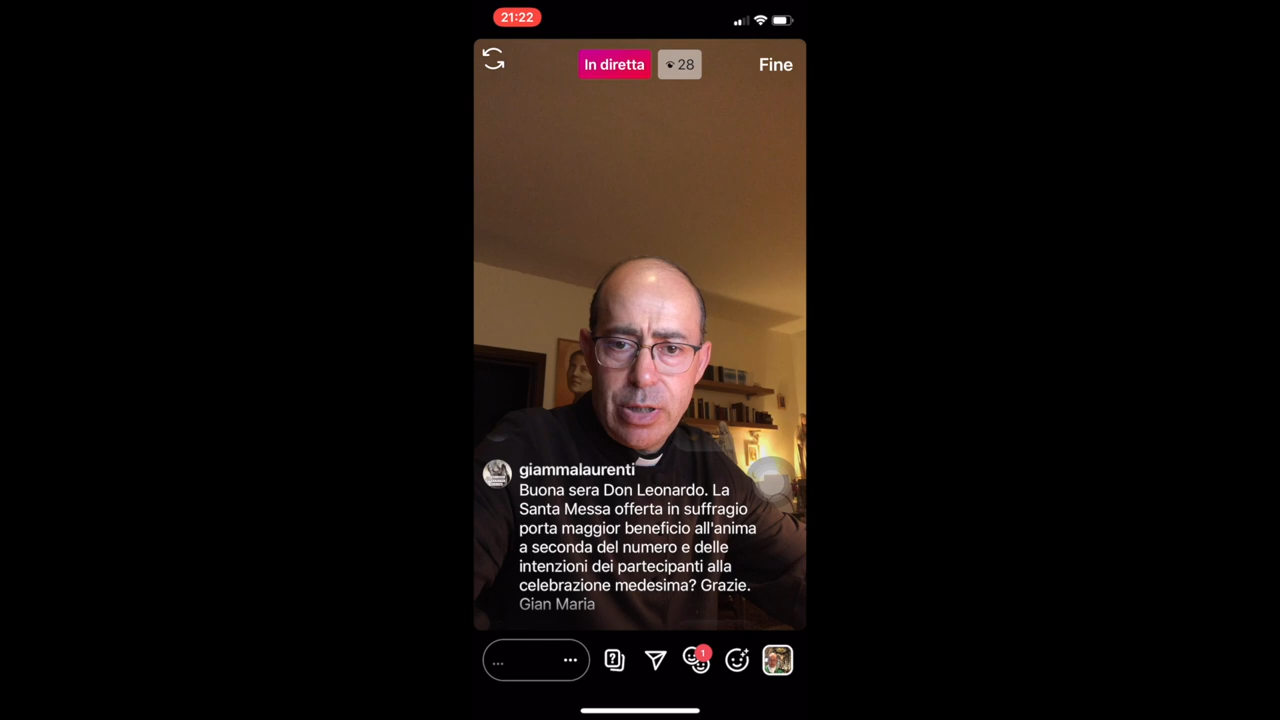 21:22
In diretta
28
Fine
giammalaurenti
Buona sera Don Leonardo. La
Santa Messa offerta in suffragio
porta maggior beneficio all'anima
a seconda del numero e delle
intenzioni dei partecipanti alla
celebrazione medesima? Grazie.
Gian Maria
...
1